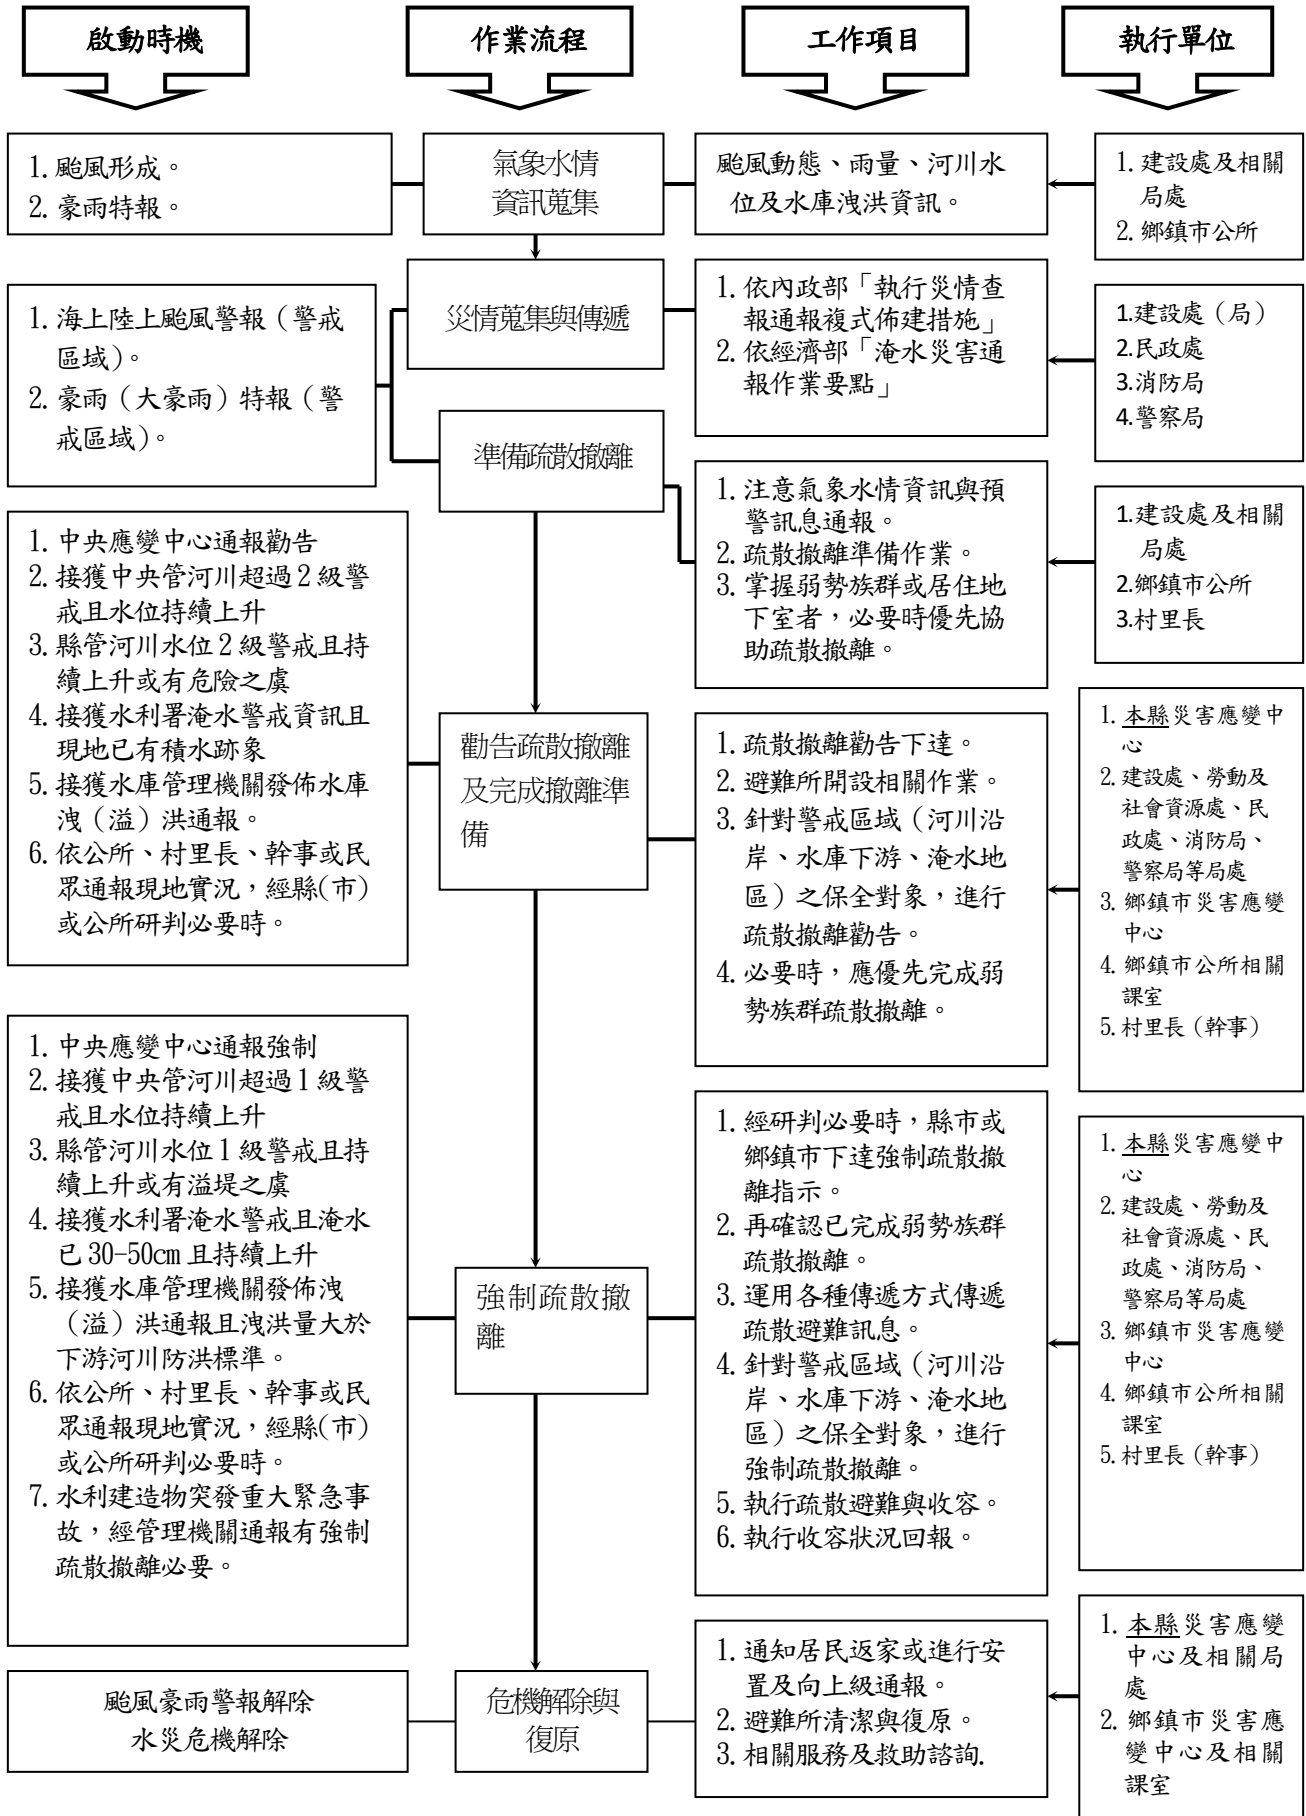 啟動時機
作業流程
工作項目
執行單位
1. 颱風形成。
2. 豪雨特報。
氣象水情
資訊蒐集
颱風動態、雨量、河川水
位及水庫洩洪資訊。
1. 建設處及相關
局處
2. 鄉鎮市公所
1. 海上陸上颱風警報（警戒
區域）。
2. 豪雨（大豪雨）特報（警
戒區域）。
災情蒐集與傳遞
1. 依內政部「執行災情查
報通報複式佈建措施」
2. 依經濟部「淹水災害通
報作業要點」
1.建設處（局）
2.民政處
3.消防局
4.警察局
準備疏散撤離
1. 注意氣象水情資訊與預
警訊息通報。
2. 疏散撤離準備作業。
3. 掌握弱勢族群或居住地
下室者，必要時優先協
助疏散撤離。
1.建設處及相關
局處
2.鄉鎮市公所
3.村里長
1. 中央應變中心通報勸告
2. 接獲中央管河川超過2級警
戒且水位持續上升
3. 縣管河川水位2級警戒且持
續上升或有危險之虞
4. 接獲水利署淹水警戒資訊且
現地已有積水跡象
5. 接獲水庫管理機關發佈水庫
洩（溢）洪通報。
6. 依公所、村里長、幹事或民
眾通報現地實況，經縣(市)
或公所研判必要時。
勸告疏散撤離
及完成撤離準
備
1. 疏散撤離勸告下達。
2. 避難所開設相關作業。
3. 針對警戒區域（河川沿
岸、水庫下游、淹水地
區）之保全對象，進行
疏散撤離勸告。
4. 必要時，應優先完成弱
勢族群疏散撤離。
1. 本縣災害應變中
心
2. 建設處、勞動及
社會資源處、民
政處、消防局、
警察局等局處
3. 鄉鎮市災害應變
中心
4. 鄉鎮市公所相關
課室
5. 村里長（幹事）
1. 中央應變中心通報強制
2. 接獲中央管河川超過1級警
戒且水位持續上升
3. 縣管河川水位1級警戒且持
續上升或有溢堤之虞
4. 接獲水利署淹水警戒且淹水
已30-50cm且持續上升
5. 接獲水庫管理機關發佈洩
（溢）洪通報且洩洪量大於
下游河川防洪標準。
6. 依公所、村里長、幹事或民
眾通報現地實況，經縣(市)
或公所研判必要時。
7. 水利建造物突發重大緊急事
故，經管理機關通報有強制
疏散撤離必要。
強制疏散撤
離
1. 經研判必要時，縣市或
鄉鎮市下達強制疏散撤
離指示。
2. 再確認已完成弱勢族群
疏散撤離。
3. 運用各種傳遞方式傳遞
疏散避難訊息。
4. 針對警戒區域（河川沿
岸、水庫下游、淹水地
區）之保全對象，進行
強制疏散撤離。
5. 執行疏散避難與收容。
6. 執行收容狀況回報。
1. 本縣災害應變中
心
2. 建設處、勞動及
社會資源處、民
政處、消防局、
警察局等局處
3. 鄉鎮市災害應變
中心
4. 鄉鎮市公所相關
課室
5. 村里長（幹事）
颱風豪雨警報解除
水災危機解除
危機解除與
復原
1. 通知居民返家或進行安
置及向上級通報。
2. 避難所清潔與復原。
3. 相關服務及救助諮詢.
1. 本縣災害應變
中心及相關局
處
2. 鄉鎮市災害應
變中心及相關
課室